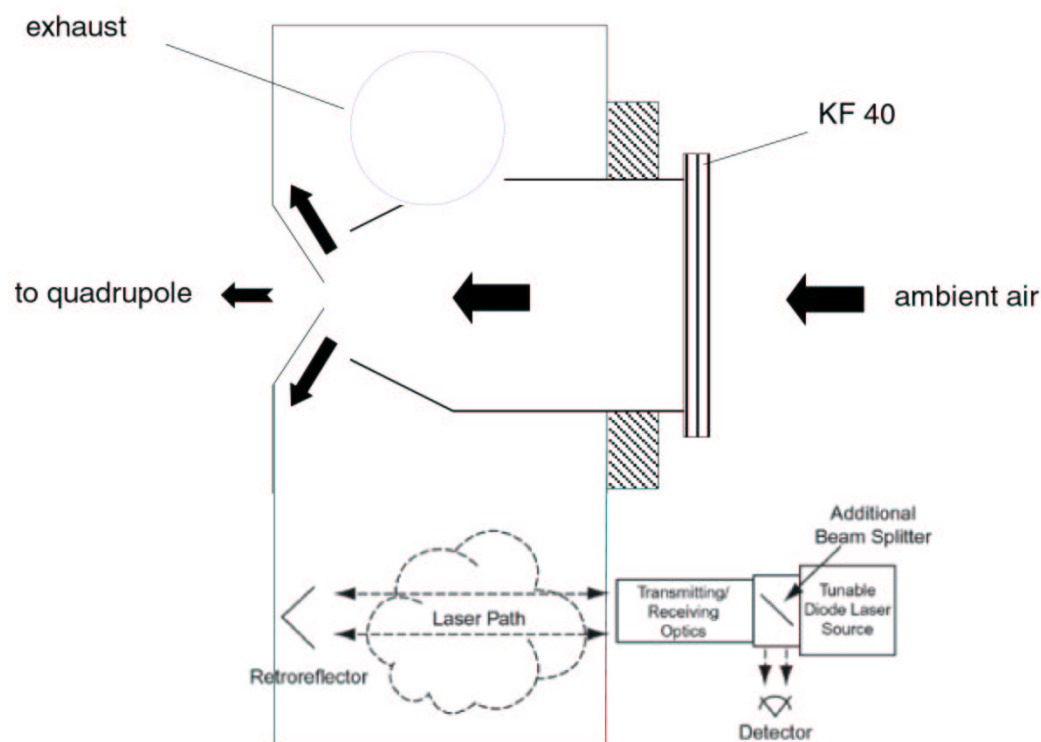 exhaust
KF 40
to quadrupole
ambient air
Additional
Beam Splitter
Transmitting/
Receiving
Optics
Tunable
Diode Laser
Source
Laser Path
Retroreflector
Detector